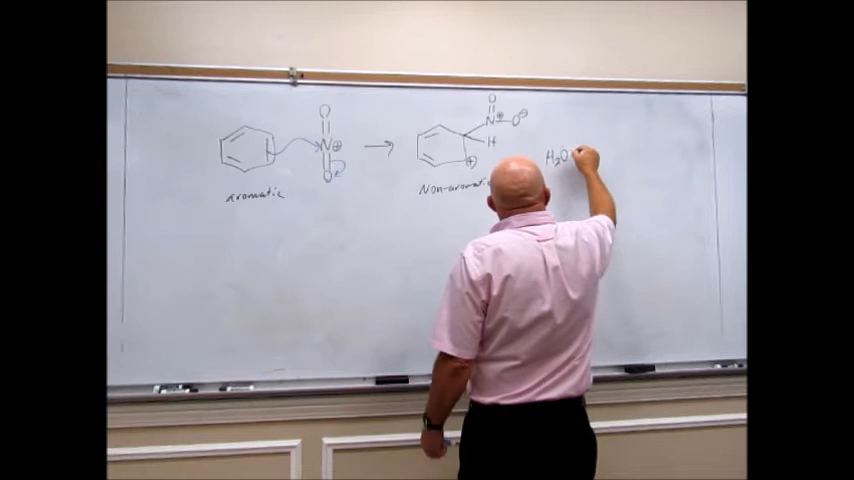 O
N⊕
O
aromatic
→
O
N⊕–O⊖
H
⊕
Non-aromatic
H₂O